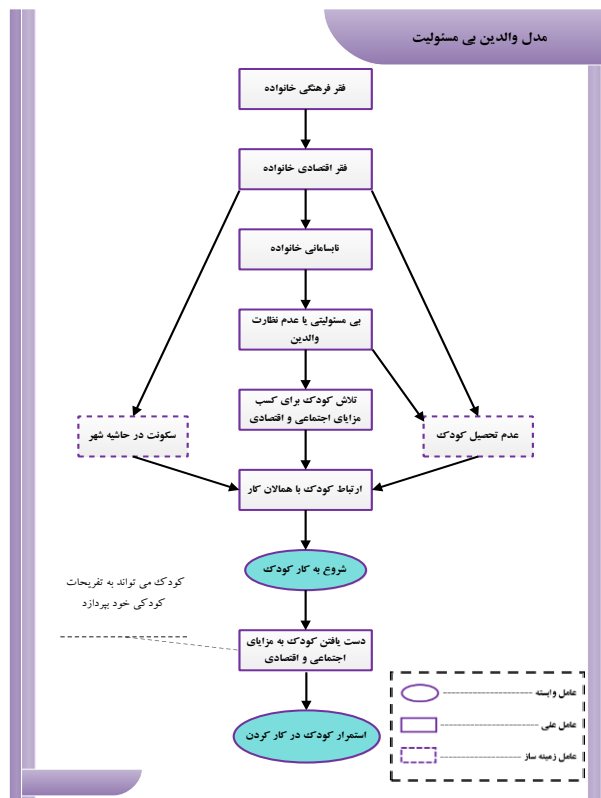 مدل والدین بی مسئولیت
فقر فرهنگی خانواده
فقر اقتصادی خانواده
نابسامانی خانواده
بی مسئولیتی یا عدم نظارت
والدین
تلاش کودک برای کسب
مزایای اجتماعی و اقتصادی
سکونت در حاشیه شهر
عدم تحصیل کودک
ارتباط کودک با همالان کار
شروع به کار کودک
کودک می تواند به تفریحات
کودکی خود بپردازد
دست یافتن کودک به مزایای
اجتماعی و اقتصادی
استمرار کودک در کار کردن
عامل وابسته
عامل علی
عامل زمینه ساز